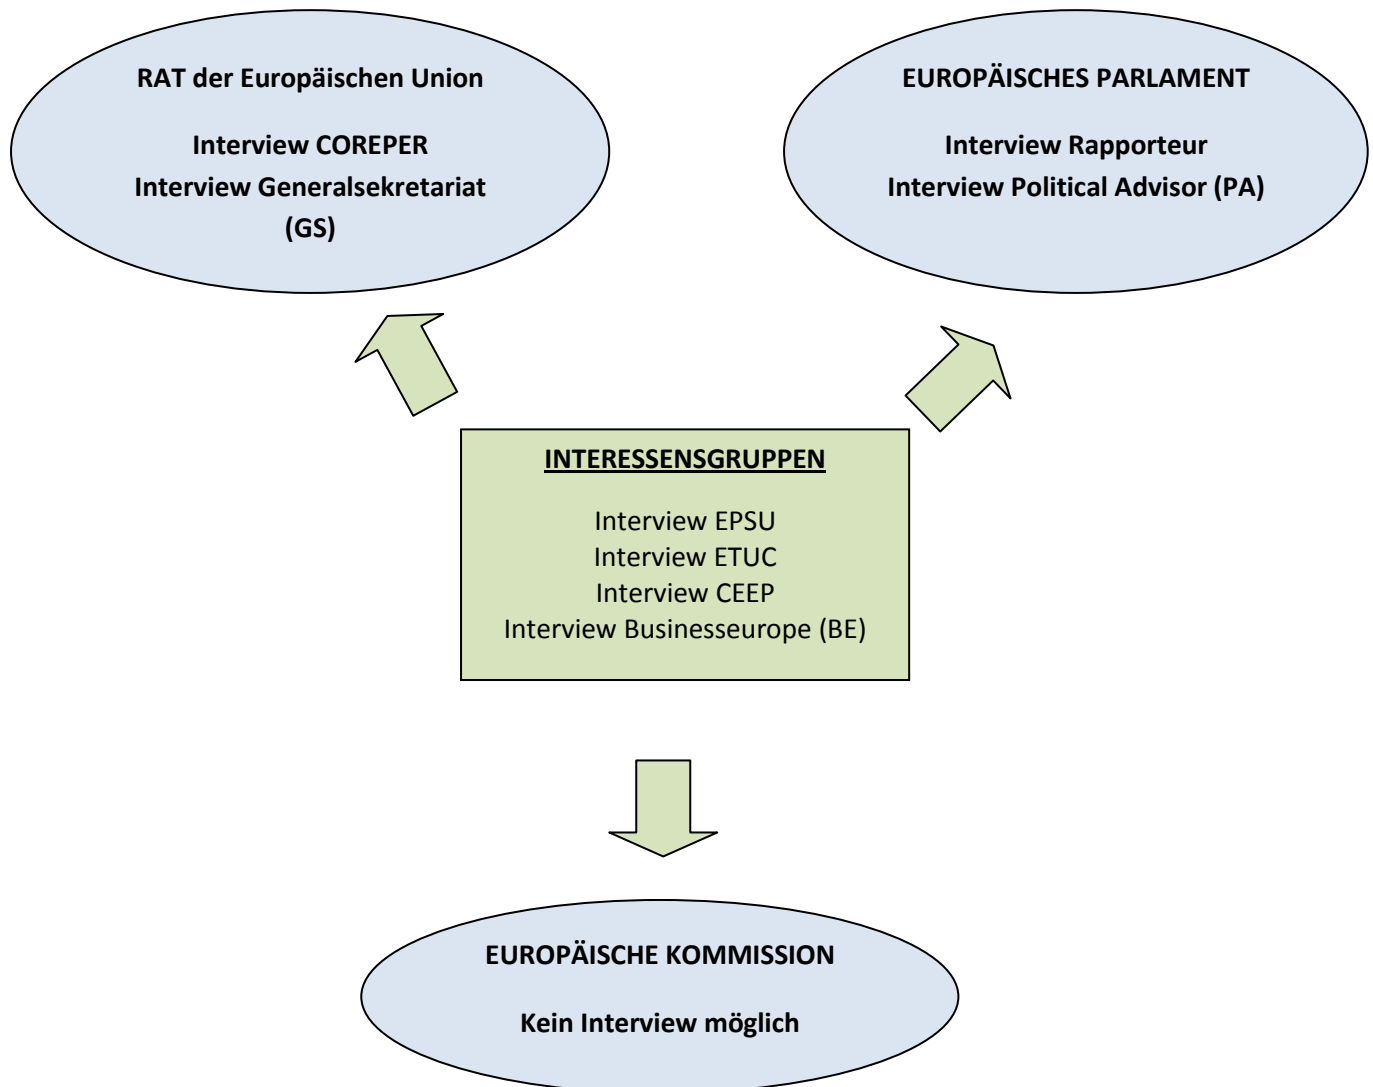 RAT der Europäischen Union
Interview COREPER
Interview Generalsekretariat
(GS)
EUROPÄISCHES PARLAMENT
Interview Rapporteur
Interview Political Advisor (PA)
INTERESSENSGRUPPEN
Interview EPSU
Interview ETUC
Interview CEEP
Interview Businesseurope (BE)
EUROPÄISCHE KOMMISSION
Kein Interview möglich